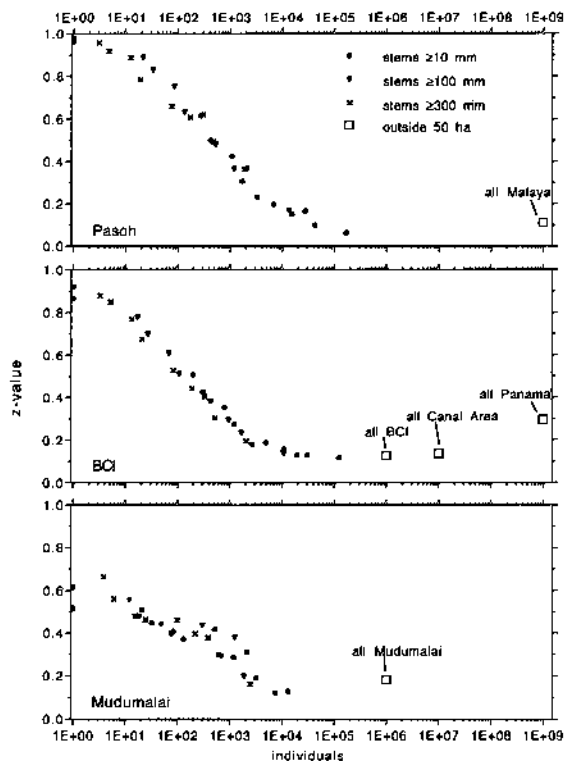 1E+00 1E+01 1E+02 1E+03 1E+04 1E+05 1E+06 1E+07 1E+08 1E+09
1.0
stems ≥10 mm
stems ≥100 mm
0.8
stems ≥300 mm
outside 50 ha
0.6
0.4
all Malaya
0.2
Pasoh
0.0
1.0
0.8
0.6
all Panama
0.4
all Canal Area
all BCI
0.2
BCI
0.0
z-value
1.0
0.8
0.6
0.4
all Mudumalai
0.2
Mudumalai
0.0
1E+00 1E+01 1E+02 1E+03 1E+04 1E+05 1E+06 1E+07 1E+08 1E+09
individuals